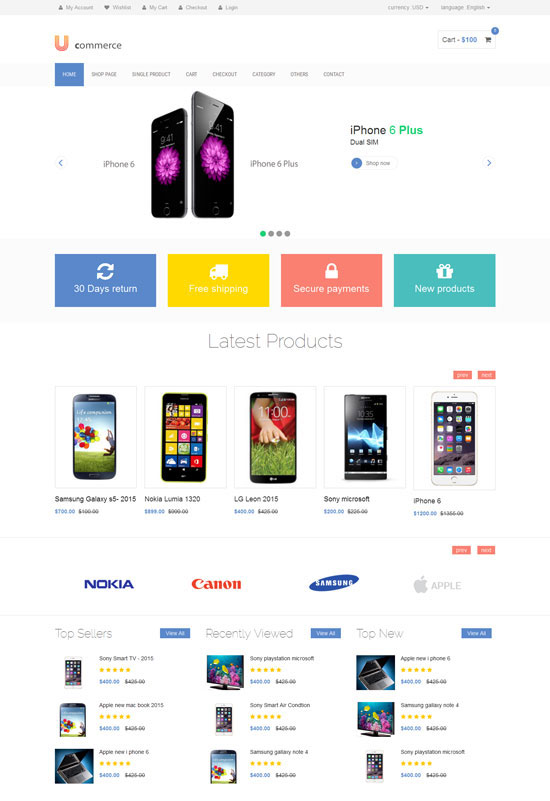 My Account Wishlist My Cart Checkout Login currency :USD language :English
U commerce
Cart - $100
HOME SHOP PAGE SINGLE PRODUCT CART CHECKOUT CATEGORY OTHERS CONTACT
iPhone 6 Plus
Dual SIM
iPhone 6 iPhone 6 Plus
Shop now
30 Days return Free shipping Secure payments New products
Latest Products
prev next
Samsung Galaxy s5- 2015 Nokia Lumia 1320 LG Leon 2015 Sony microsoft iPhone 6
$700.00 $100.00 $899.00 $999.00 $400.00 $425.00 $200.00 $225.00 $1200.00 $1355.00
prev next
NOKIA Canon SAMSUNG APPLE
Top Sellers View All Recently Viewed View All Top New View All
Sony Smart TV - 2015 Sony playstation microsoft Apple new i phone 6
$400.00 $425.00 $400.00 $425.00 $400.00 $425.00
Apple new mac book 2015 Sony Smart Air Condtion Samsung gallaxy note 4
$400.00 $425.00 $400.00 $425.00 $400.00 $425.00
Apple new i phone 6 Samsung gallaxy note 4 Sony playstation microsoft
$400.00 $425.00 $400.00 $425.00 $400.00 $425.00